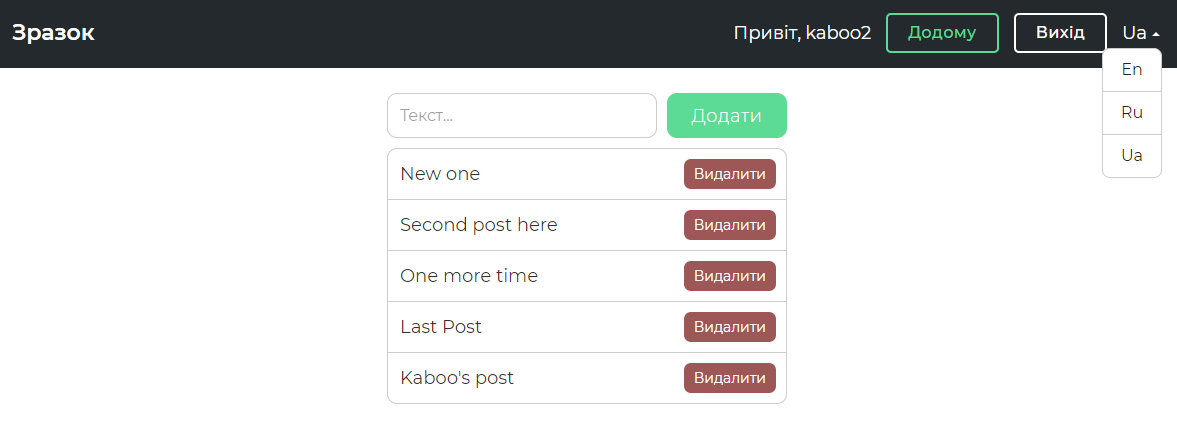 Зразок
Привіт, kaboo2
Додому
Вихід
Ua
En
Ru
Ua
Текст...
Додати
New one
Видалити
Second post here
Видалити
One more time
Видалити
Last Post
Видалити
Kaboo's post
Видалити